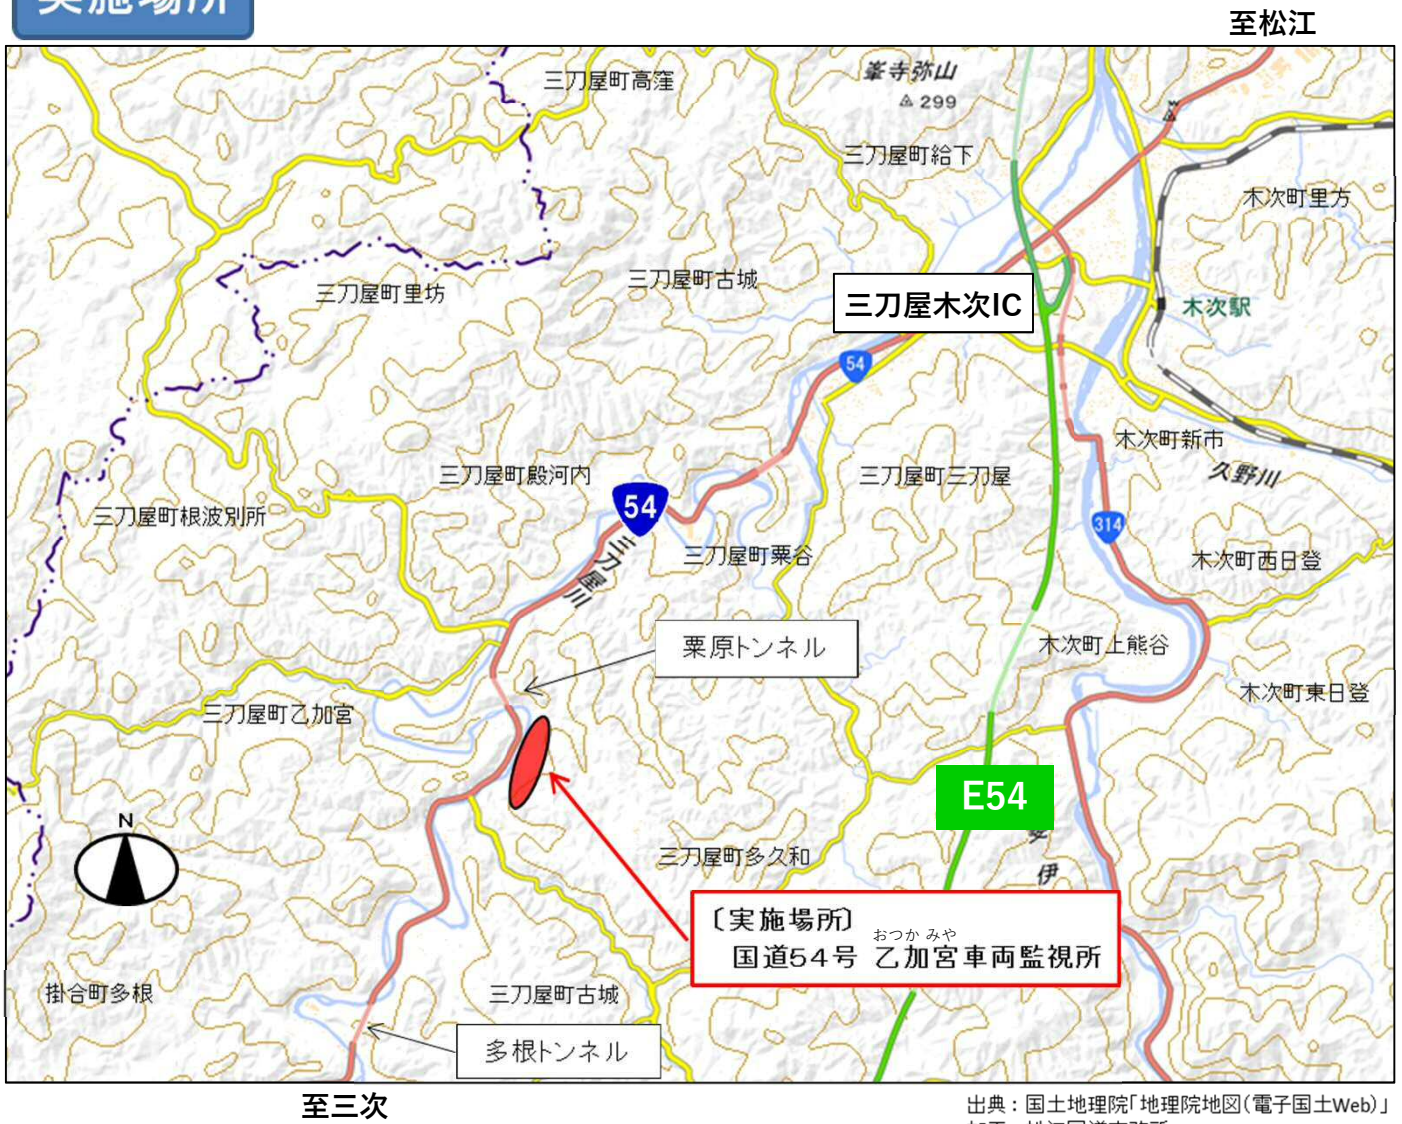 実施場所
至松江
三刀屋町高窪
峯寺弥山
299
三刀屋町給下
木次町里方
三刀屋町古城
三刀屋町里坊
三刀屋木次IC
木次駅
54
木次町新市
三刀屋町殿河内
三刀屋町三刀屋
久野川
54
三刀屋町根波別所
314
三刀屋町粟谷
木次町西日登
三刀屋川
粟原トンネル
木次町上熊谷
木次町東日登
三刀屋町乙加宮
E54
N
三刀屋町多久和
伊
〔実施場所〕
おつか みや
国道54号 乙加宮車両監視所
掛合町多根
三刀屋町古城
多根トンネル
至三次
出典：国土地理院「地理院地図(電子国土Web)」